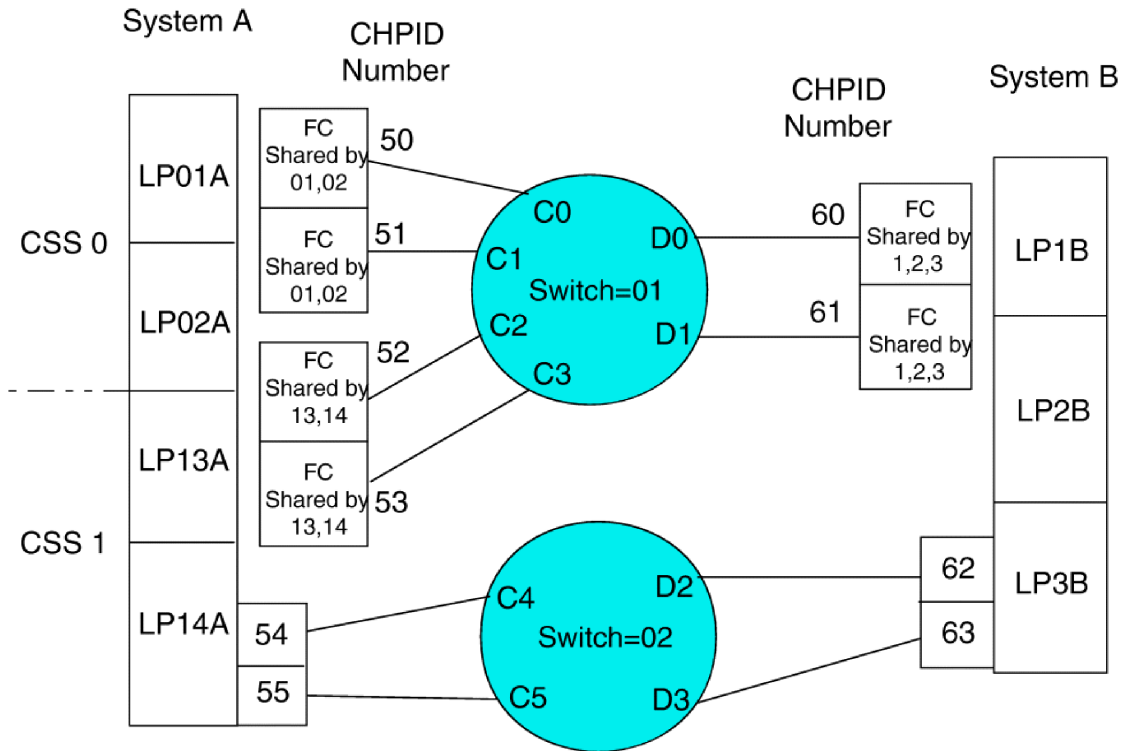 System A
CHPID
Number
System B
CHPID
Number
LP01A
FC
Shared by
01,02
50
CSS 0
FC
Shared by
01,02
51
LP02A
FC
Shared by
13,14
52
LP13A
FC
Shared by
13,14
53
CSS 1
LP14A
54
55
C0
C1
C2
C3
D0
D1
Switch=01
C4
C5
D2
D3
Switch=02
60
FC
Shared by
1,2,3
61
FC
Shared by
1,2,3
LP1B
LP2B
LP3B
62
63